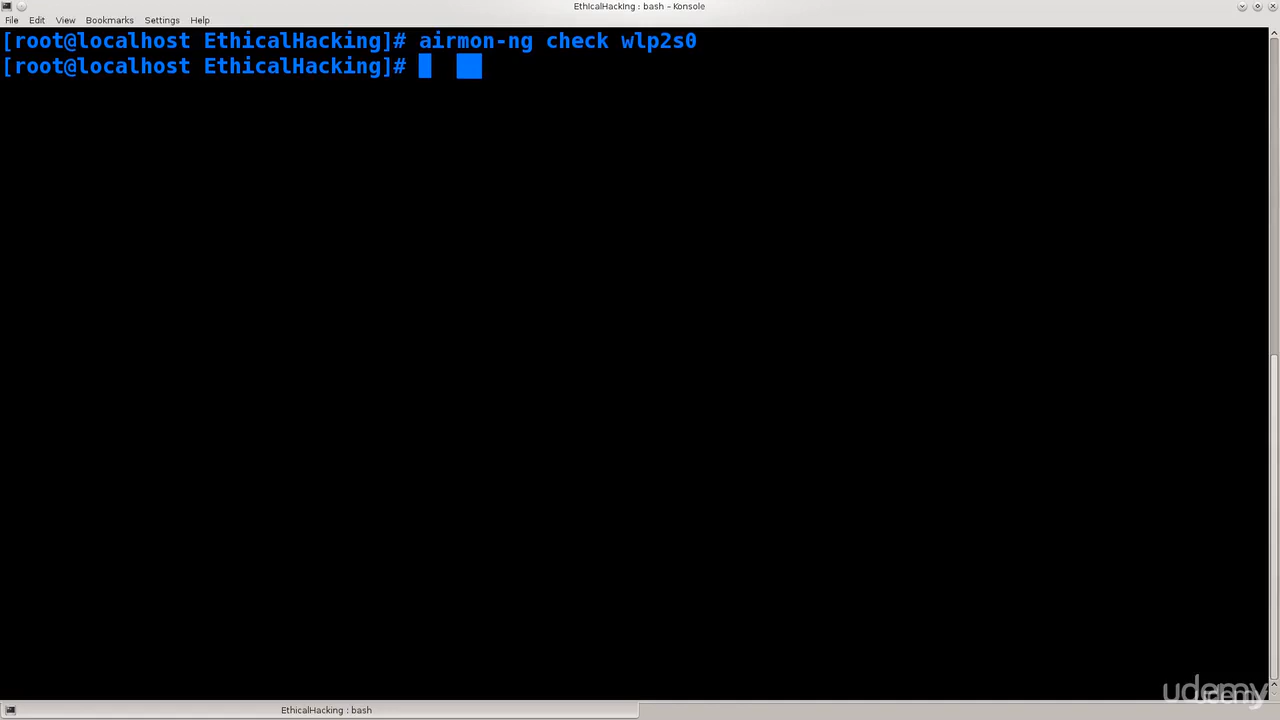 EthicalHacking : bash – Konsole
File Edit View Bookmarks Settings Help
[root@localhost EthicalHacking]# airmon-ng check wlp2s0
[root@localhost EthicalHacking]#
udemy
udemy
EthicalHacking : bash